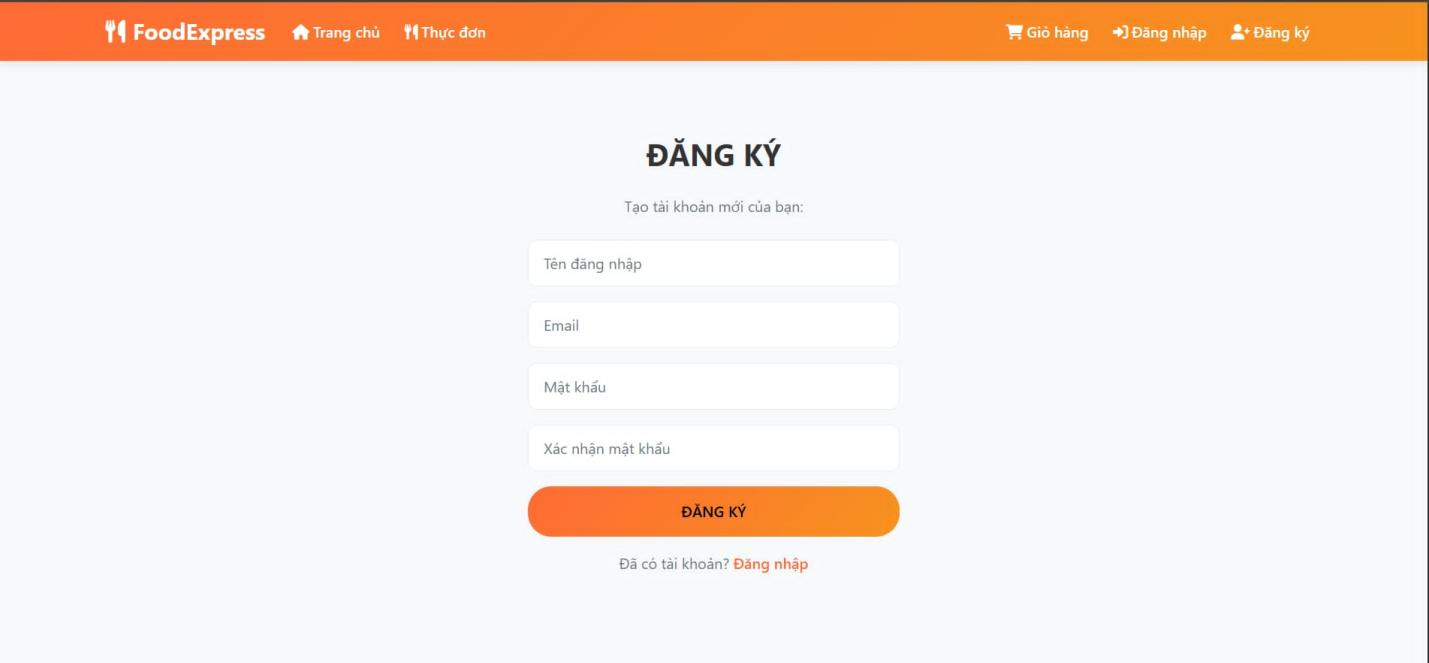 FoodExpress Trang chủ Thực đơn Giỏ hàng Đăng nhập Đăng ký
ĐĂNG KÝ
Tạo tài khoản mới của bạn:
Tên đăng nhập
Email
Mật khẩu
Xác nhận mật khẩu
ĐĂNG KÝ
Đã có tài khoản? Đăng nhập